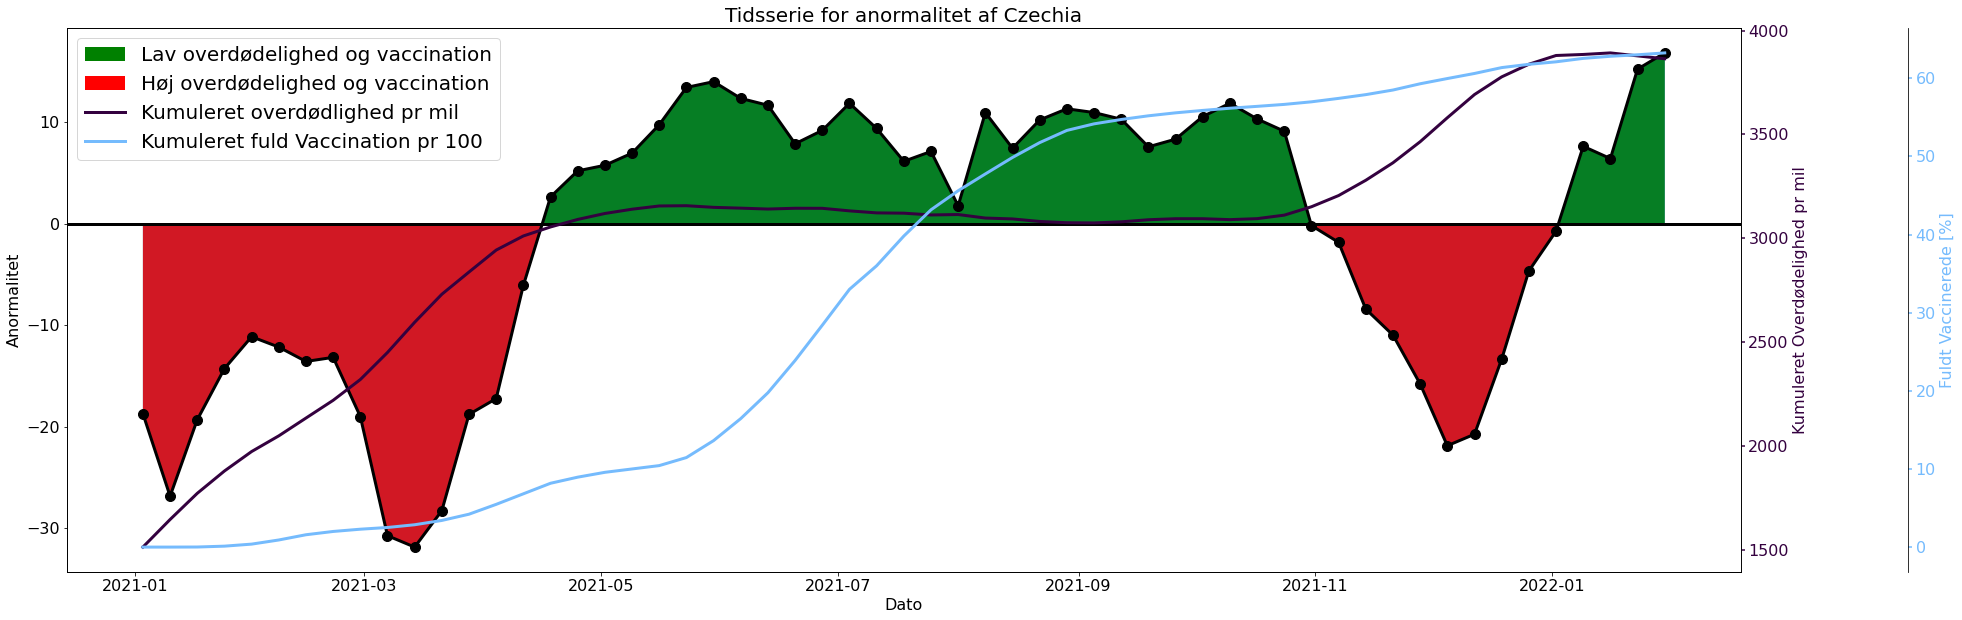 Tidsserie for anormalitet af Czechia
Lav overdødelighed og vaccination
Høj overdødelighed og vaccination
Kumuleret overdødlighed pr mil
Kumuleret fuld Vaccination pr 100
Anormalitet
10
0
−10
−20
−30
2021-01
2021-03
2021-05
2021-07
2021-09
2021-11
2022-01
Dato
4000
3500
3000
2500
2000
1500
Kumuleret Overdødelighed pr mil
60
50
40
30
20
10
0
Fuldt Vaccinerede [%]